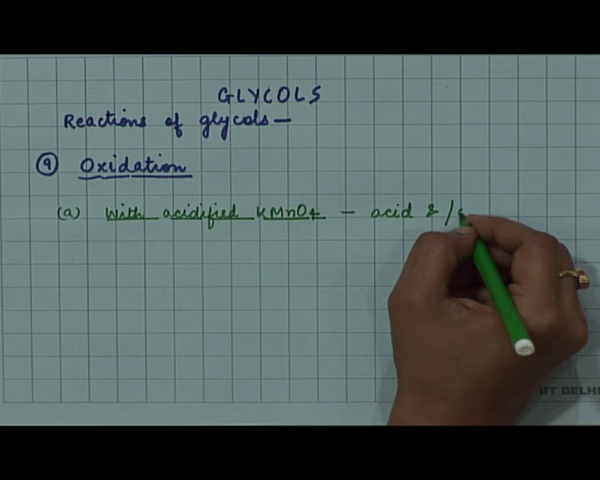 GLYCOLS
Reactions of glycols —
⑨ Oxidation
(a) With acidified KMnO4 — acid & /
IIT DELHI